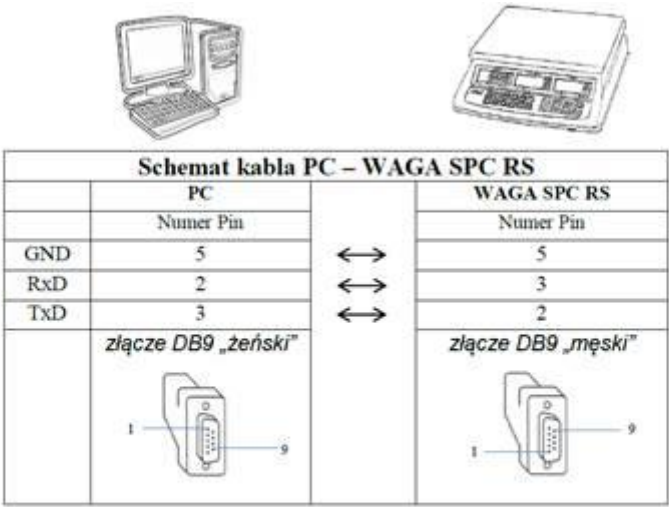 Schemat kabla PC – WAGA SPC RS
PC WAGA SPC RS
Numer Pin Numer Pin
GND 5 ↔ 5
RxD 2 ↔ 3
TxD 3 ↔ 2
złącze DB9 „żeński” złącze DB9 „męski”
1 9
1 9